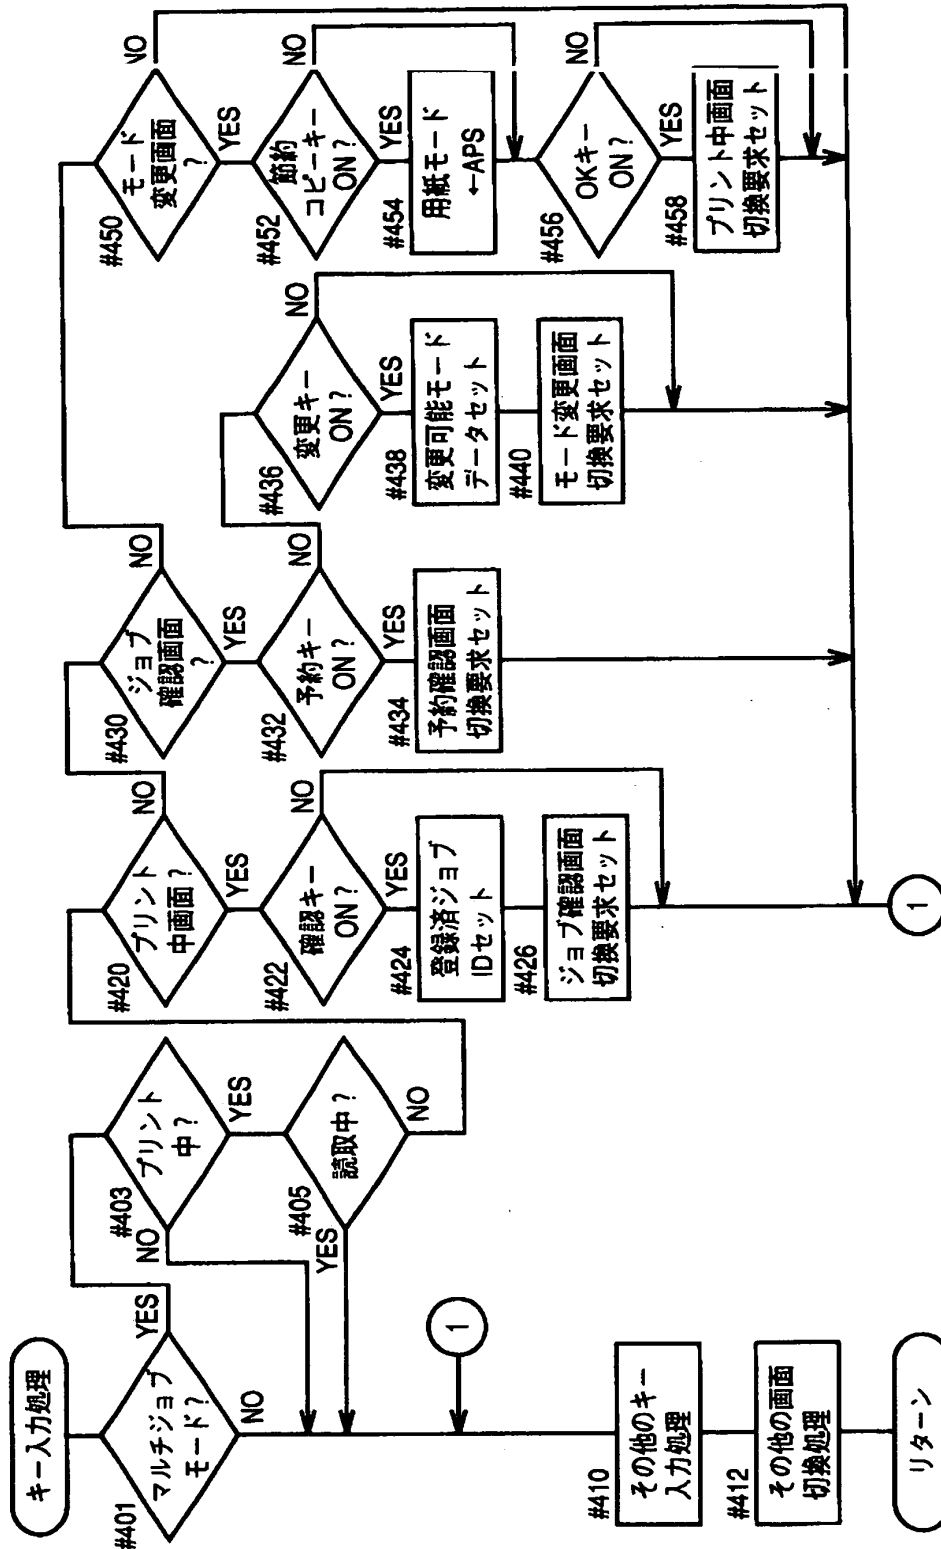 キー入力処理
#401
マルチジョブ
モード?
YES
NO
#403
プリント
中?
NO
YES
#405
読取中?
YES
NO
1
#410
その他のキー
入力処理
#412
その他の画面
切換処理
リターン
#420
プリント
中画面?
NO
YES
#422
確認キー
ON?
NO
YES
#424
登録済ジョブ
IDセット
#426
ジョブ確認画面
切換要求セット
1
#430
ジョブ
確認画面
?
NO
YES
#432
予約キー
ON?
NO
YES
#434
予約確認画面
切換要求セット
#436
変更キー
ON?
NO
YES
#438
変更可能モード
データセット
#440
モード変更画面
切換要求セット
#450
モード
変更画面
?
NO
YES
#452
節約
コピーキー
ON?
NO
YES
#454
用紙モード
←APS
#456
OKキー
ON?
NO
YES
#458
プリント中画面
切換要求セット